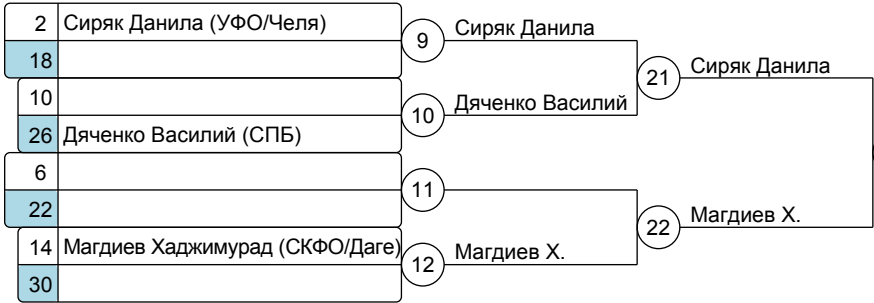 2 Сиряк Данила (УФО/Челя)
18
9 Сиряк Данила
10
26 Дяченко Василий (СПБ)
10 Дяченко Василий
21 Сиряк Данила
6
22
11
14 Магдиев Хаджимурад (СКФО/Даге)
30
12 Магдиев Х.
22 Магдиев Х.